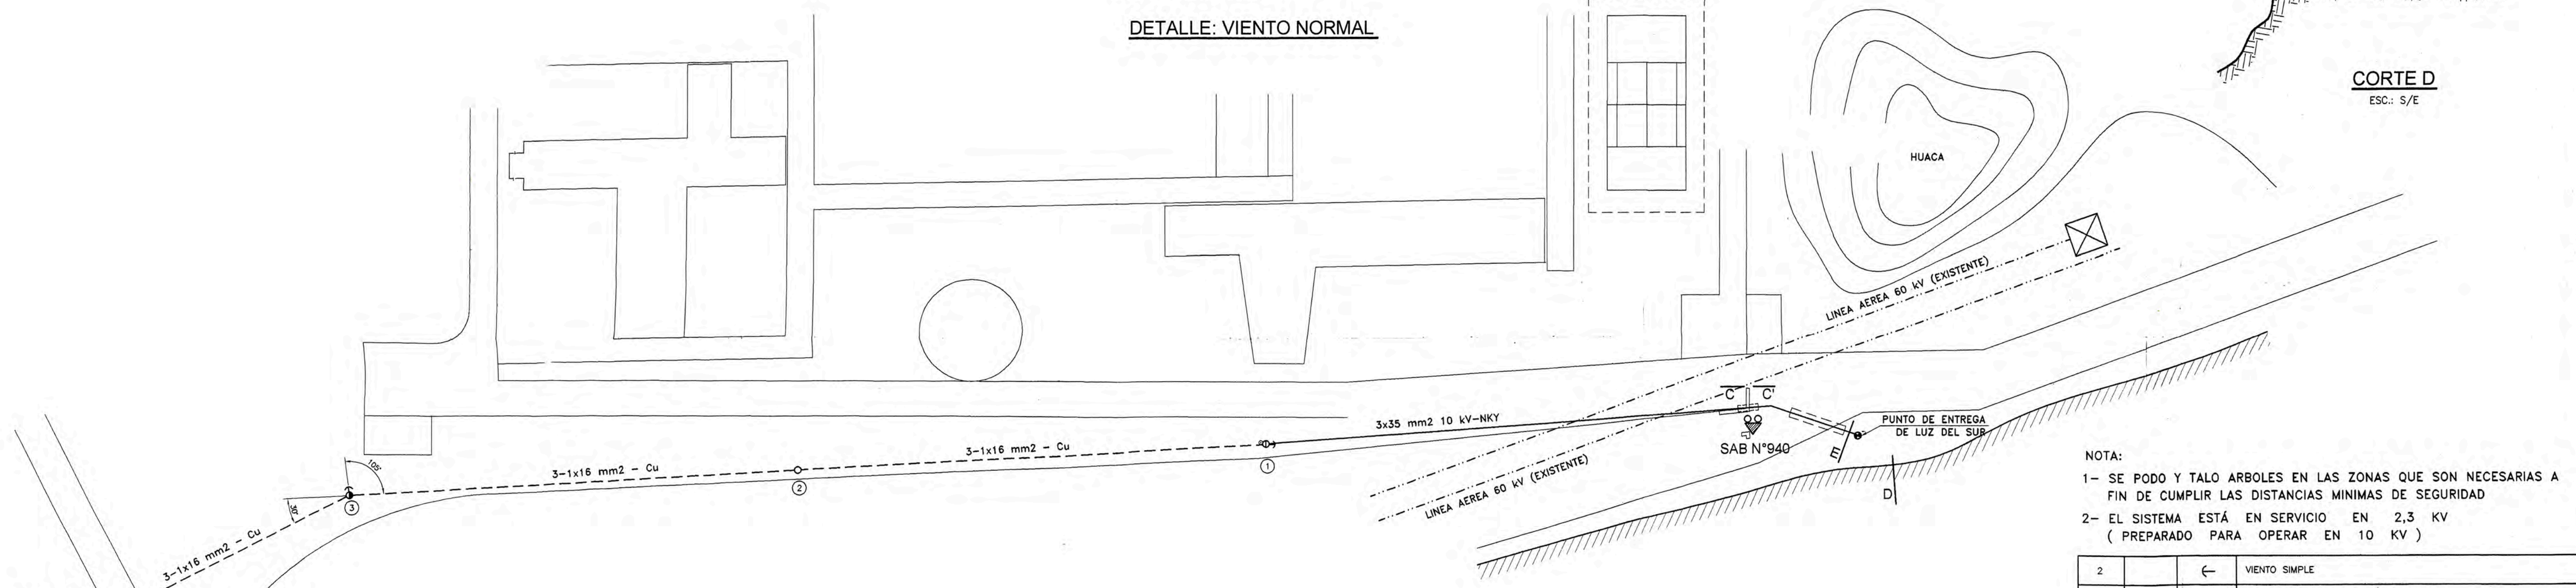 DETALLE: VIENTO NORMAL
CORTE D
ESC.: S/E
HUACA
LINEA AEREA 60 kV (EXISTENTE)
C C'
3x35 mm2 10 kV-NKY
PUNTO DE ENTREGA
DE LUZ DEL SUR
SAB N°940
E
3-1x16 mm2 - Cu
3-1x16 mm2 - Cu
1
2
105°
3
30°
LINEA AEREA 60 kV (EXISTENTE)
D
3-1x16 mm2 - Cu
NOTA:
1- SE PODO Y TALO ARBOLES EN LAS ZONAS QUE SON NECESARIAS A
FIN DE CUMPLIR LAS DISTANCIAS MINIMAS DE SEGURIDAD
2- EL SISTEMA ESTÁ EN SERVICIO EN 2,3 KV
( PREPARADO PARA OPERAR EN 10 KV )
2 VIENTO SIMPLE